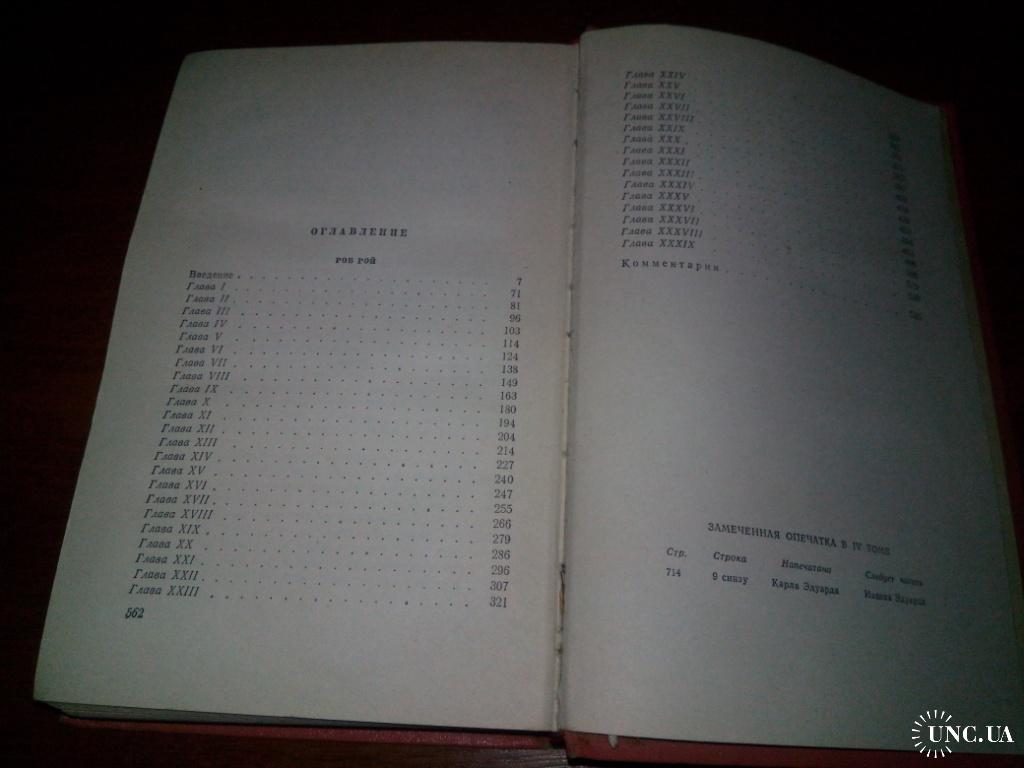 ОГЛАВЛЕНИЕ
РОБ РОЙ
Введение 7
Глава I 71
Глава II 81
Глава III 96
Глава IV 103
Глава V 114
Глава VI 124
Глава VII 138
Глава VIII 149
Глава IX 163
Глава X 180
Глава XI 194
Глава XII 204
Глава XIII 214
Глава XIV 227
Глава XV 240
Глава XVI 247
Глава XVII 255
Глава XVIII 266
Глава XIX 279
Глава XX 286
Глава XXI 296
Глава XXII 307
Глава XXIII 321
562
Глава XXIV
Глава XXV
Глава XXVI
Глава XXVII
Глава XXVIII
Глава XXIX
Глава XXX
Глава XXXI
Глава XXXII
Глава XXXIII
Глава XXXIV
Глава XXXV
Глава XXXVI
Глава XXXVII
Глава XXXVIII
Глава XXXIX
Комментарии
ЗАМЕЧЕННАЯ ОПЕЧАТКА В IV ТОМЕ
Стр. Строка Напечатано Следует читать
714 9 снизу Карла Эдуарда Эдуард
UNC.UA